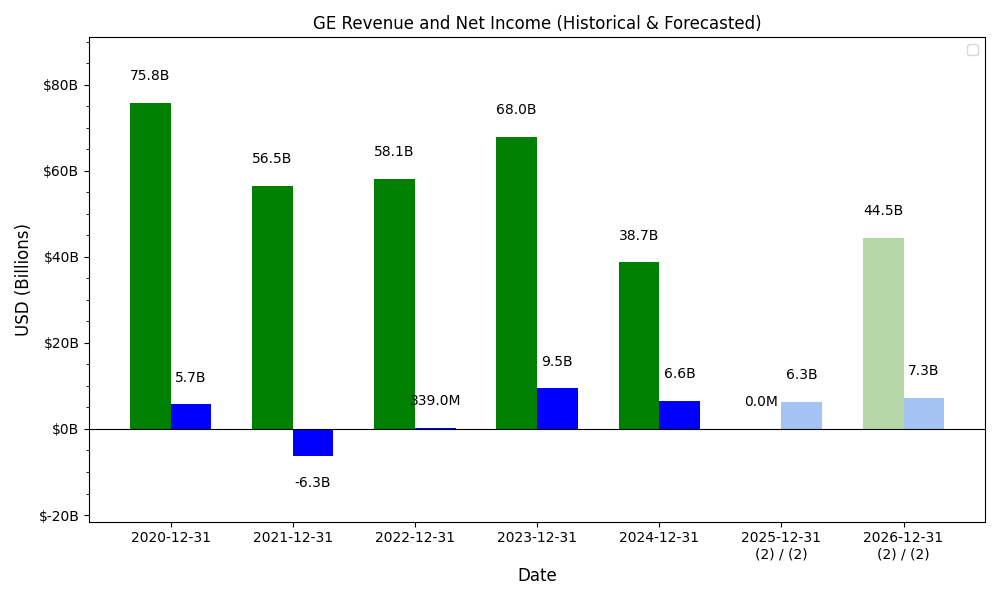 GE Revenue and Net Income (Historical & Forecasted)
USD (Billions)
$80B
$60B
$40B
$20B
$0B
$-20B
75.8B
5.7B
56.5B
-6.3B
58.1B
339.0M
68.0B
9.5B
38.7B
6.6B
0.0M
6.3B
44.5B
7.3B
2020-12-31
2021-12-31
2022-12-31
2023-12-31
2024-12-31
2025-12-31
(2) / (2)
2026-12-31
(2) / (2)
Date